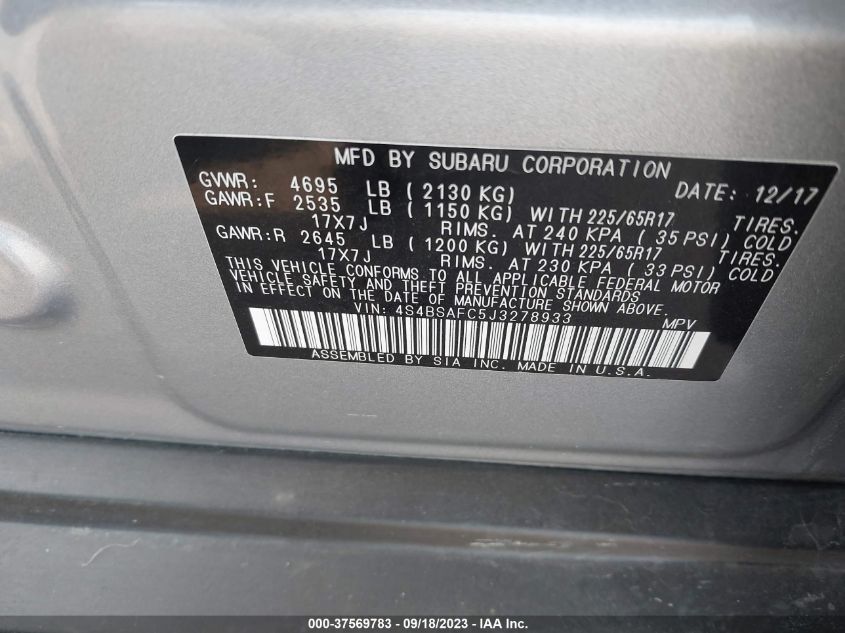 MFD BY SUBARU CORPORATION
GVWR: 4695 LB (2130 KG) DATE: 12/17
GAWR:F 2535 LB (1150 KG) WITH 225/65R17 TIRES.
17X7J RIMS. AT 240 KPA (35 PSI) COLD
GAWR:R 2645 LB (1200 KG) WITH 225/65R17 TIRES.
17X7J RIMS. AT 230 KPA (33 PSI) COLD.
THIS VEHICLE CONFORMS TO ALL APPLICABLE FEDERAL MOTOR
VEHICLE SAFETY AND THEFT PREVENTION STANDARDS
IN EFFECT ON THE DATE OF MANUFACTURE SHOWN ABOVE.
VIN: 4S4BSAFC5J3278933 MPV
ASSEMBLED BY SIA INC. MADE IN U.S.A.
000-37569783 - 09/18/2023 - IAA Inc.